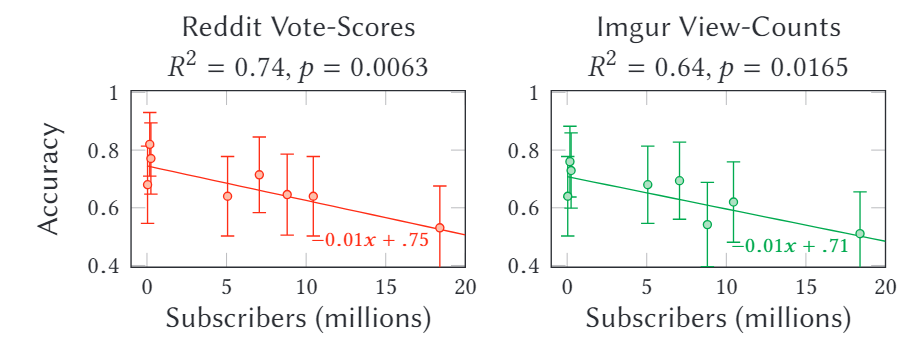 Reddit Vote-Scores
R² = 0.74, p = 0.0063
1
0.8
0.6
0.4
Accuracy
−0.01x + .75
0 5 10 15 20
Subscribers (millions)
Imgur View-Counts
R² = 0.64, p = 0.0165
1
0.8
0.6
0.4
−0.01x + .71
0 5 10 15 20
Subscribers (millions)